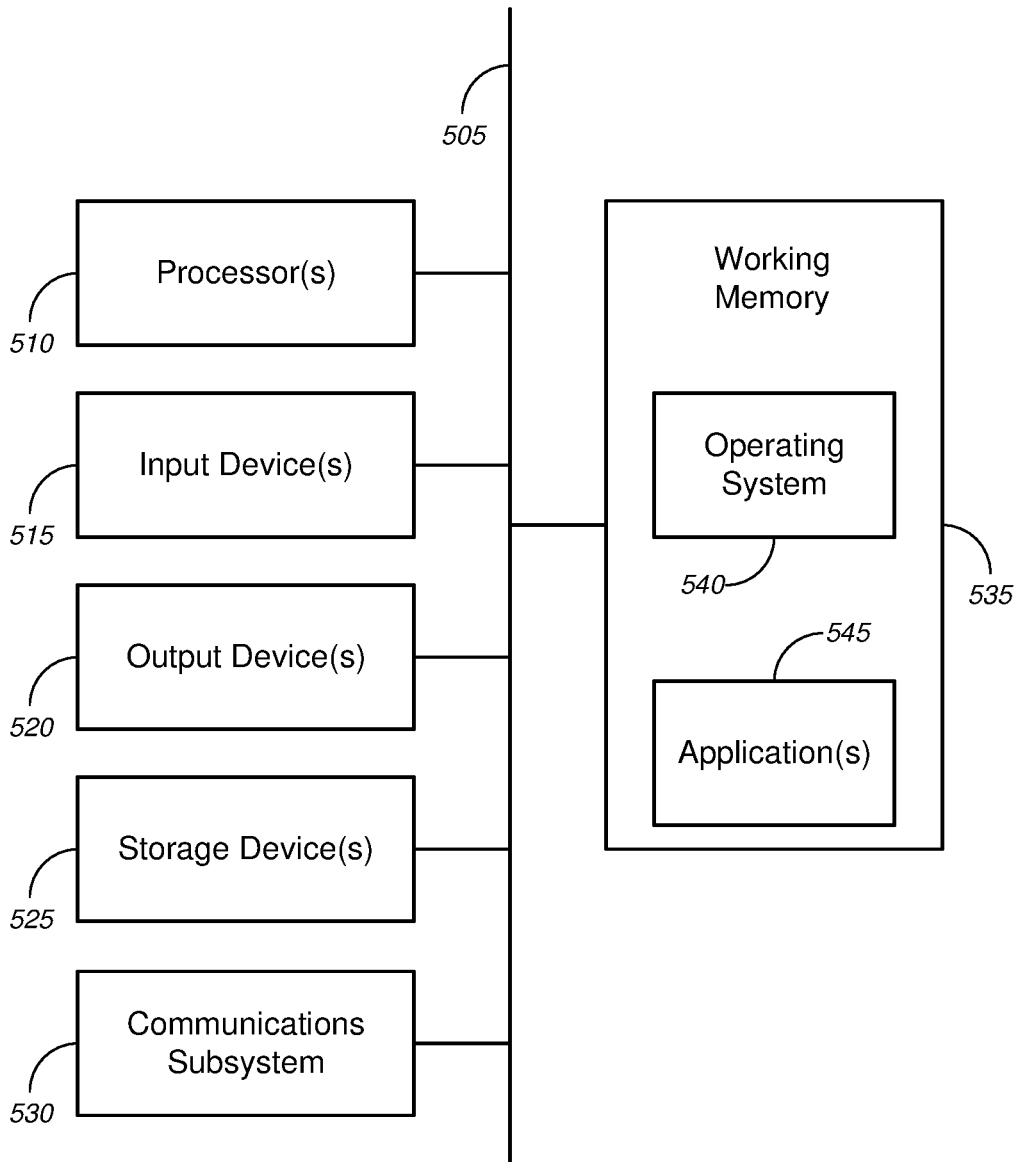 505
Processor(s)
510
Input Device(s)
515
Output Device(s)
520
Storage Device(s)
525
Communications
Subsystem
530
Working
Memory
Operating
System
540
535
545
Application(s)